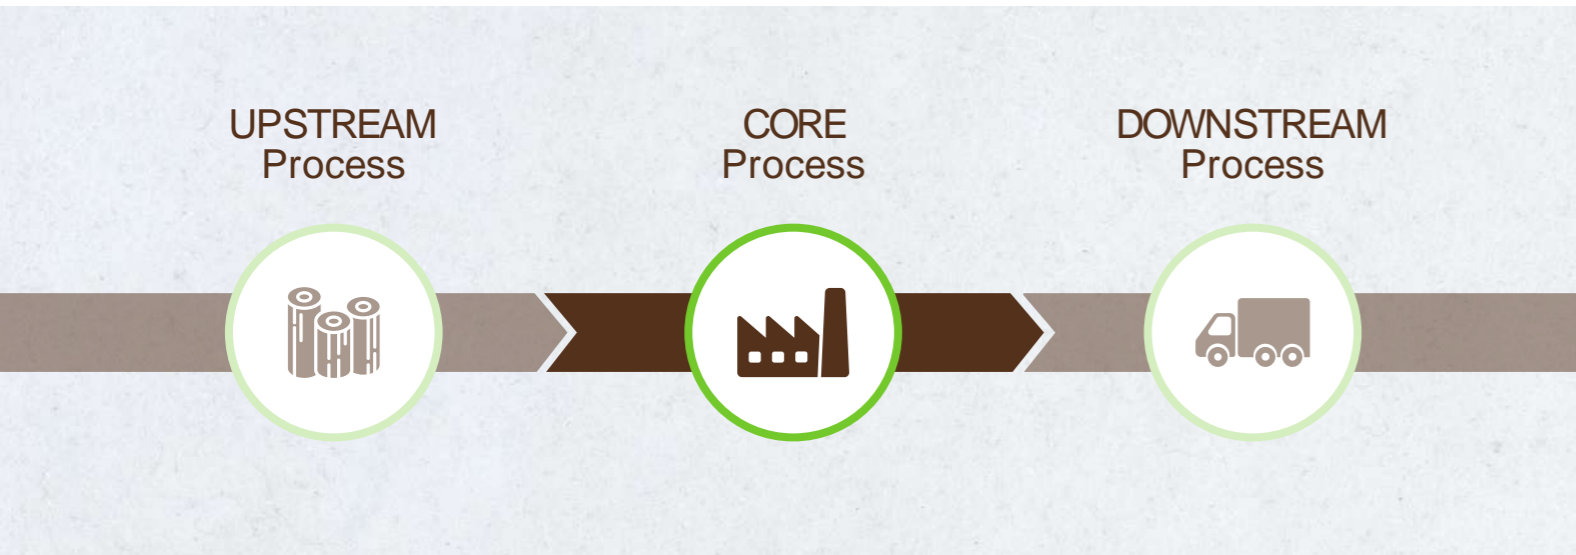 UPSTREAM
Process
CORE
Process
DOWNSTREAM
Process